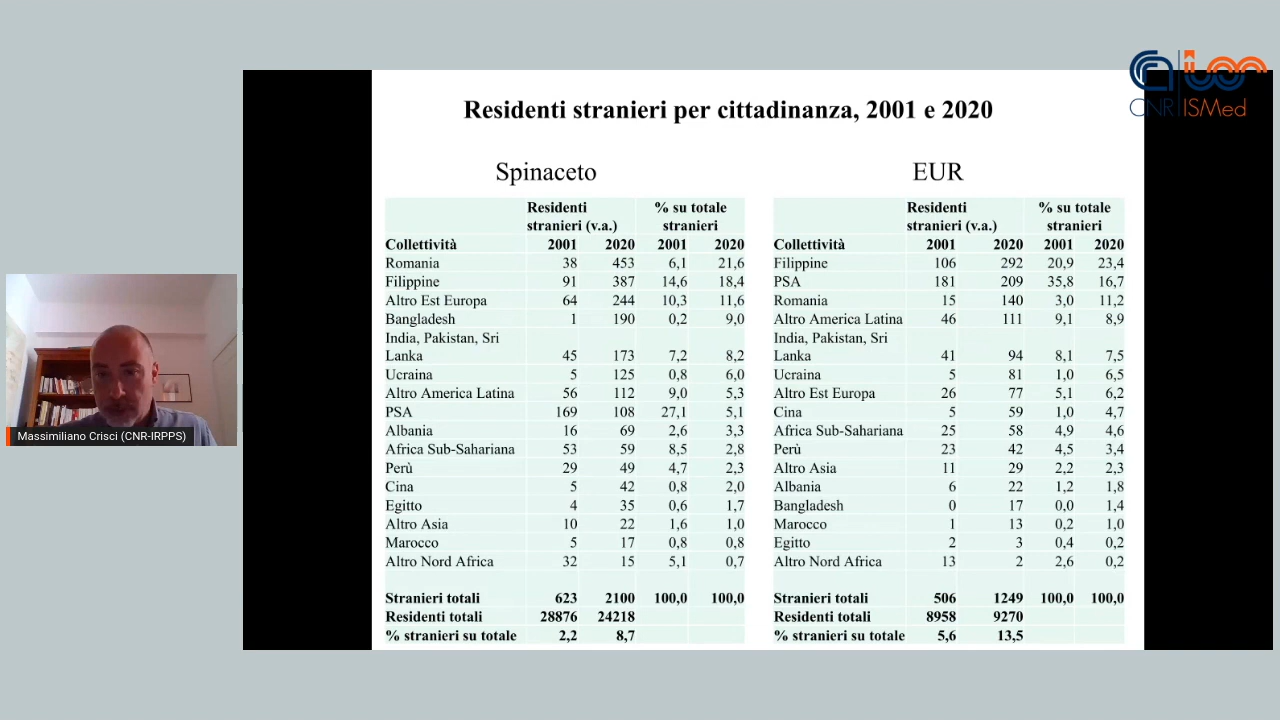 CNR ISMed
Residenti stranieri per cittadinanza, 2001 e 2020
Spinaceto
Residenti % su totale
stranieri (v.a.) stranieri
Collettività 2001 2020 2001 2020
Romania 38 453 6,1 21,6
Filippine 91 387 14,6 18,4
Altro Est Europa 64 244 10,3 11,6
Bangladesh 1 190 0,2 9,0
India, Pakistan, Sri
Lanka 45 173 7,2 8,2
Ucraina 5 125 0,8 6,0
Altro America Latina 56 112 9,0 5,3
PSA 169 108 27,1 5,1
Albania 16 69 2,6 3,3
Africa Sub-Sahariana 53 59 8,5 2,8
Perù 29 49 4,7 2,3
Cina 5 42 0,8 2,0
Egitto 4 35 0,6 1,7
Altro Asia 10 22 1,6 1,0
Marocco 5 17 0,8 0,8
Altro Nord Africa 32 15 5,1 0,7
Stranieri totali 623 2100 100,0 100,0
Residenti totali 28876 24218
% stranieri su totale 2,2 8,7
EUR
Residenti % su totale
stranieri (v.a.) stranieri
Collettività 2001 2020 2001 2020
Filippine 106 292 20,9 23,4
PSA 181 209 35,8 16,7
Romania 15 140 3,0 11,2
Altro America Latina 46 111 9,1 8,9
India, Pakistan, Sri
Lanka 41 94 8,1 7,5
Ucraina 5 81 1,0 6,5
Altro Est Europa 26 77 5,1 6,2
Cina 5 59 1,0 4,7
Africa Sub-Sahariana 25 58 4,9 4,6
Perù 23 42 4,5 3,4
Altro Asia 11 29 2,2 2,3
Albania 6 22 1,2 1,8
Bangladesh 0 17 0,0 1,4
Marocco 1 13 0,2 1,0
Egitto 2 3 0,4 0,2
Altro Nord Africa 13 2 2,6 0,2
Stranieri totali 506 1249 100,0 100,0
Residenti totali 8958 9270
% stranieri su totale 5,6 13,5
Massimiliano Crisci (CNR-IRPPS)